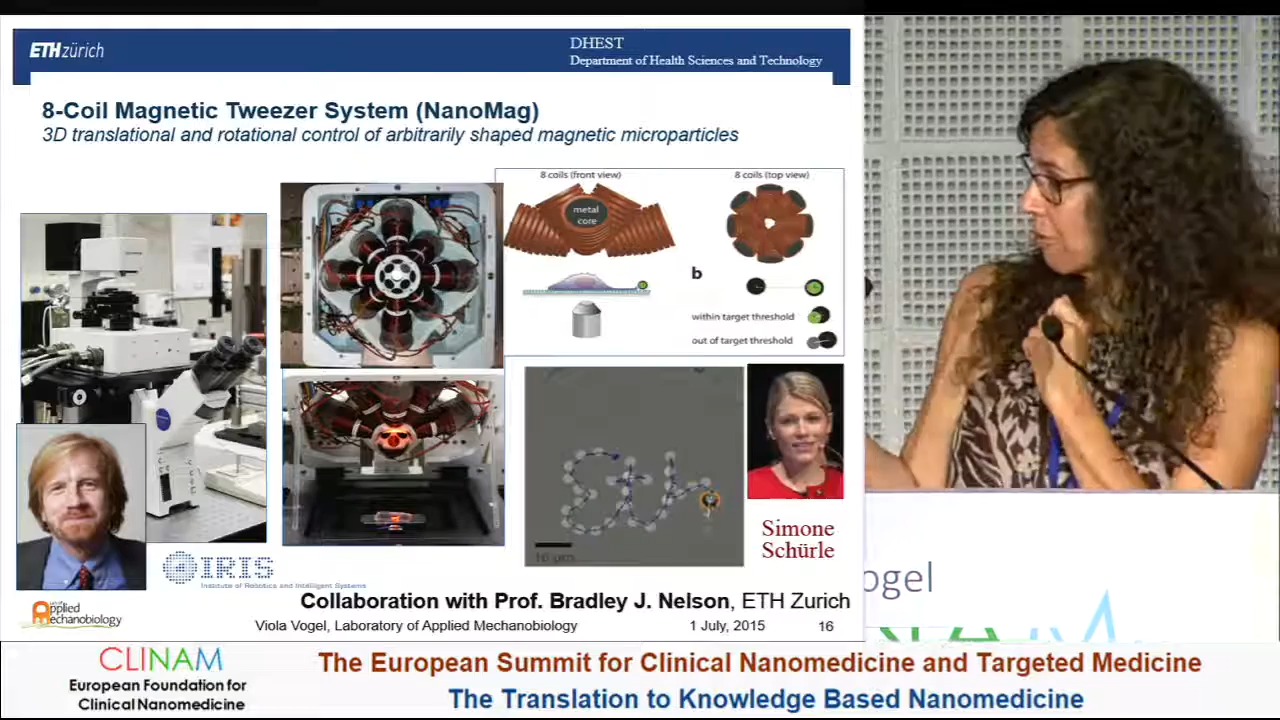 ETH zürich
DHEST
Department of Health Sciences and Technology
8-Coil Magnetic Tweezer System (NanoMag)
3D translational and rotational control of arbitrarily shaped magnetic microparticles
8 coils (front view)
8 coils (top view)
metal
core
b
within target threshold
out of target threshold
Eth
10 µm
Simone
Schürle
IRIS
Institute of Robotics and Intelligent Systems
Collaboration with Prof. Bradley J. Nelson, ETH Zurich
Applied
Mechanobiology
Viola Vogel, Laboratory of Applied Mechanobiology
1 July, 2015
16
ogel
CLINAM
European Foundation for
Clinical Nanomedicine
The European Summit for Clinical Nanomedicine and Targeted Medicine
The Translation to Knowledge Based Nanomedicine